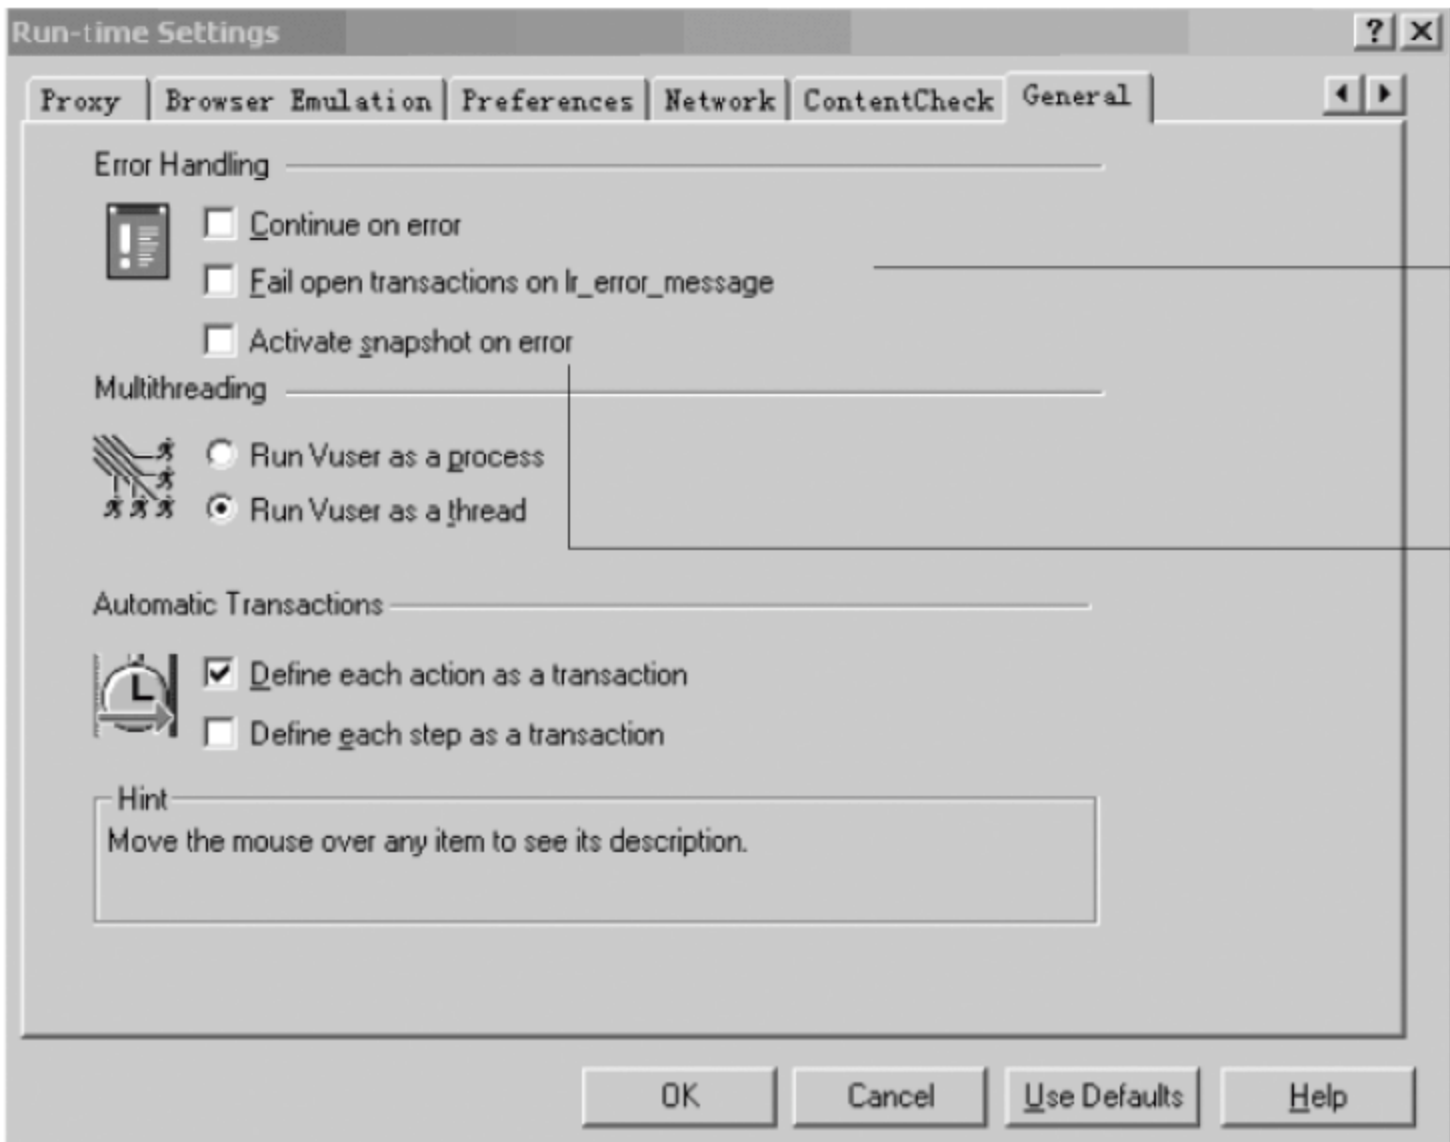 Run-time Settings
Proxy Browser Emulation Preferences Network ContentCheck General
Error Handling
Continue on error
Fail open transactions on lr_error_message
Activate snapshot on error
Multithreading
Run Vuser as a process
Run Vuser as a thread
Automatic Transactions
Define each action as a transaction
Define each step as a transaction
Hint
Move the mouse over any item to see its description.
OK Cancel Use Defaults Help